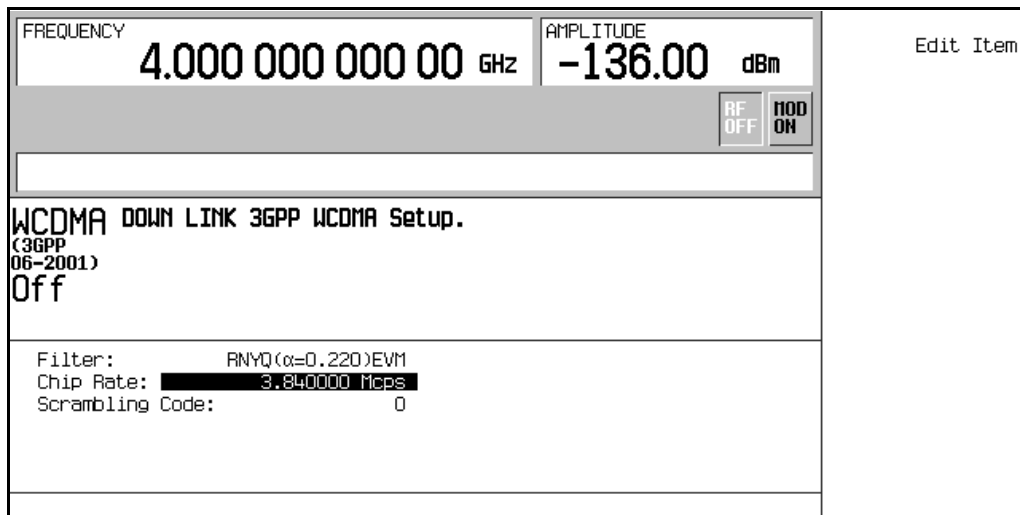 FREQUENCY
4.000 000 000 00 GHz
AMPLITUDE
-136.00 dBm
Edit Item
RF
OFF
MOD
ON
WCDMA DOWN LINK 3GPP WCDMA Setup.
(3GPP
06-2001)
Off
Filter: RNYQ(α=0.220)EVM
Chip Rate: 3.840000 Mcps
Scrambling Code: 0